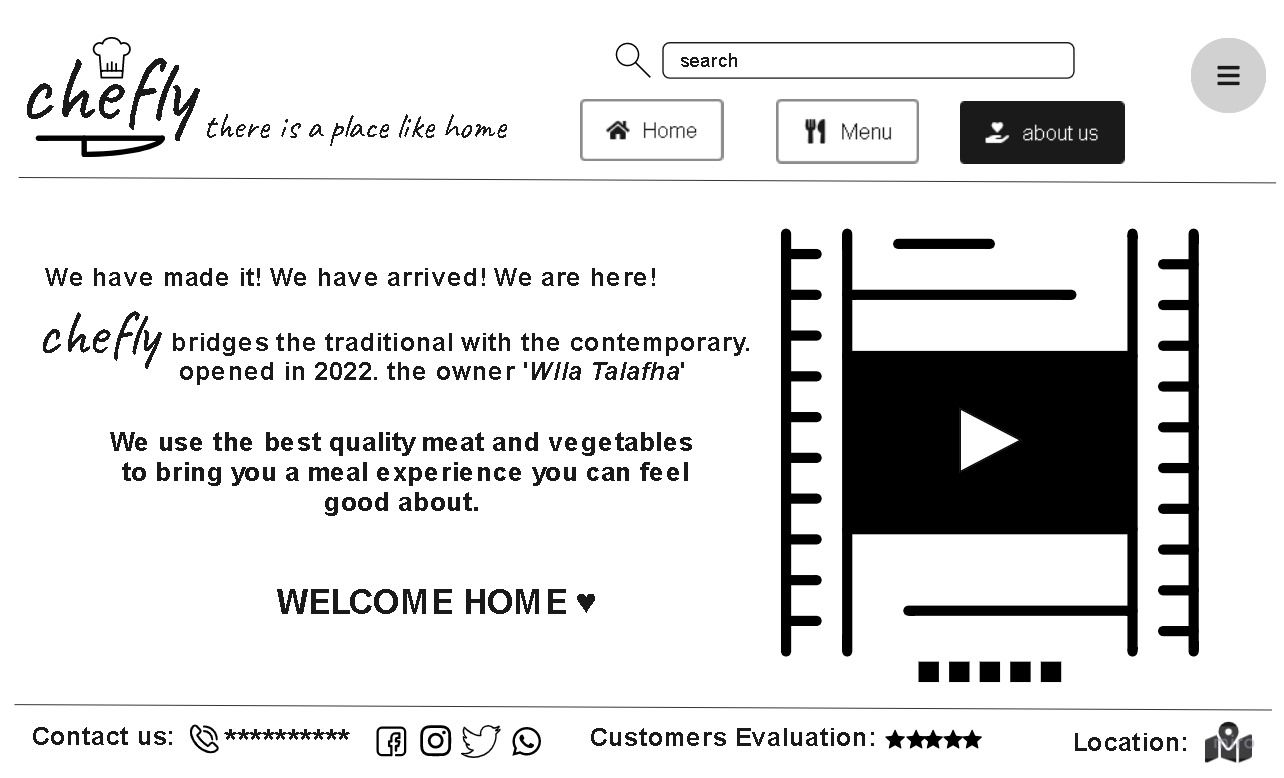 chefly there is a place like home
search
Home
Menu
about us
We have made it! We have arrived! We are here!
chefly bridges the traditional with the contemporary.
opened in 2022. the owner 'Wlla Talafha'
We use the best quality meat and vegetables
to bring you a meal experience you can feel
good about.
WELCOME HOME ♥
Contact us: **********
Customers Evaluation: ★★★★★
Location: